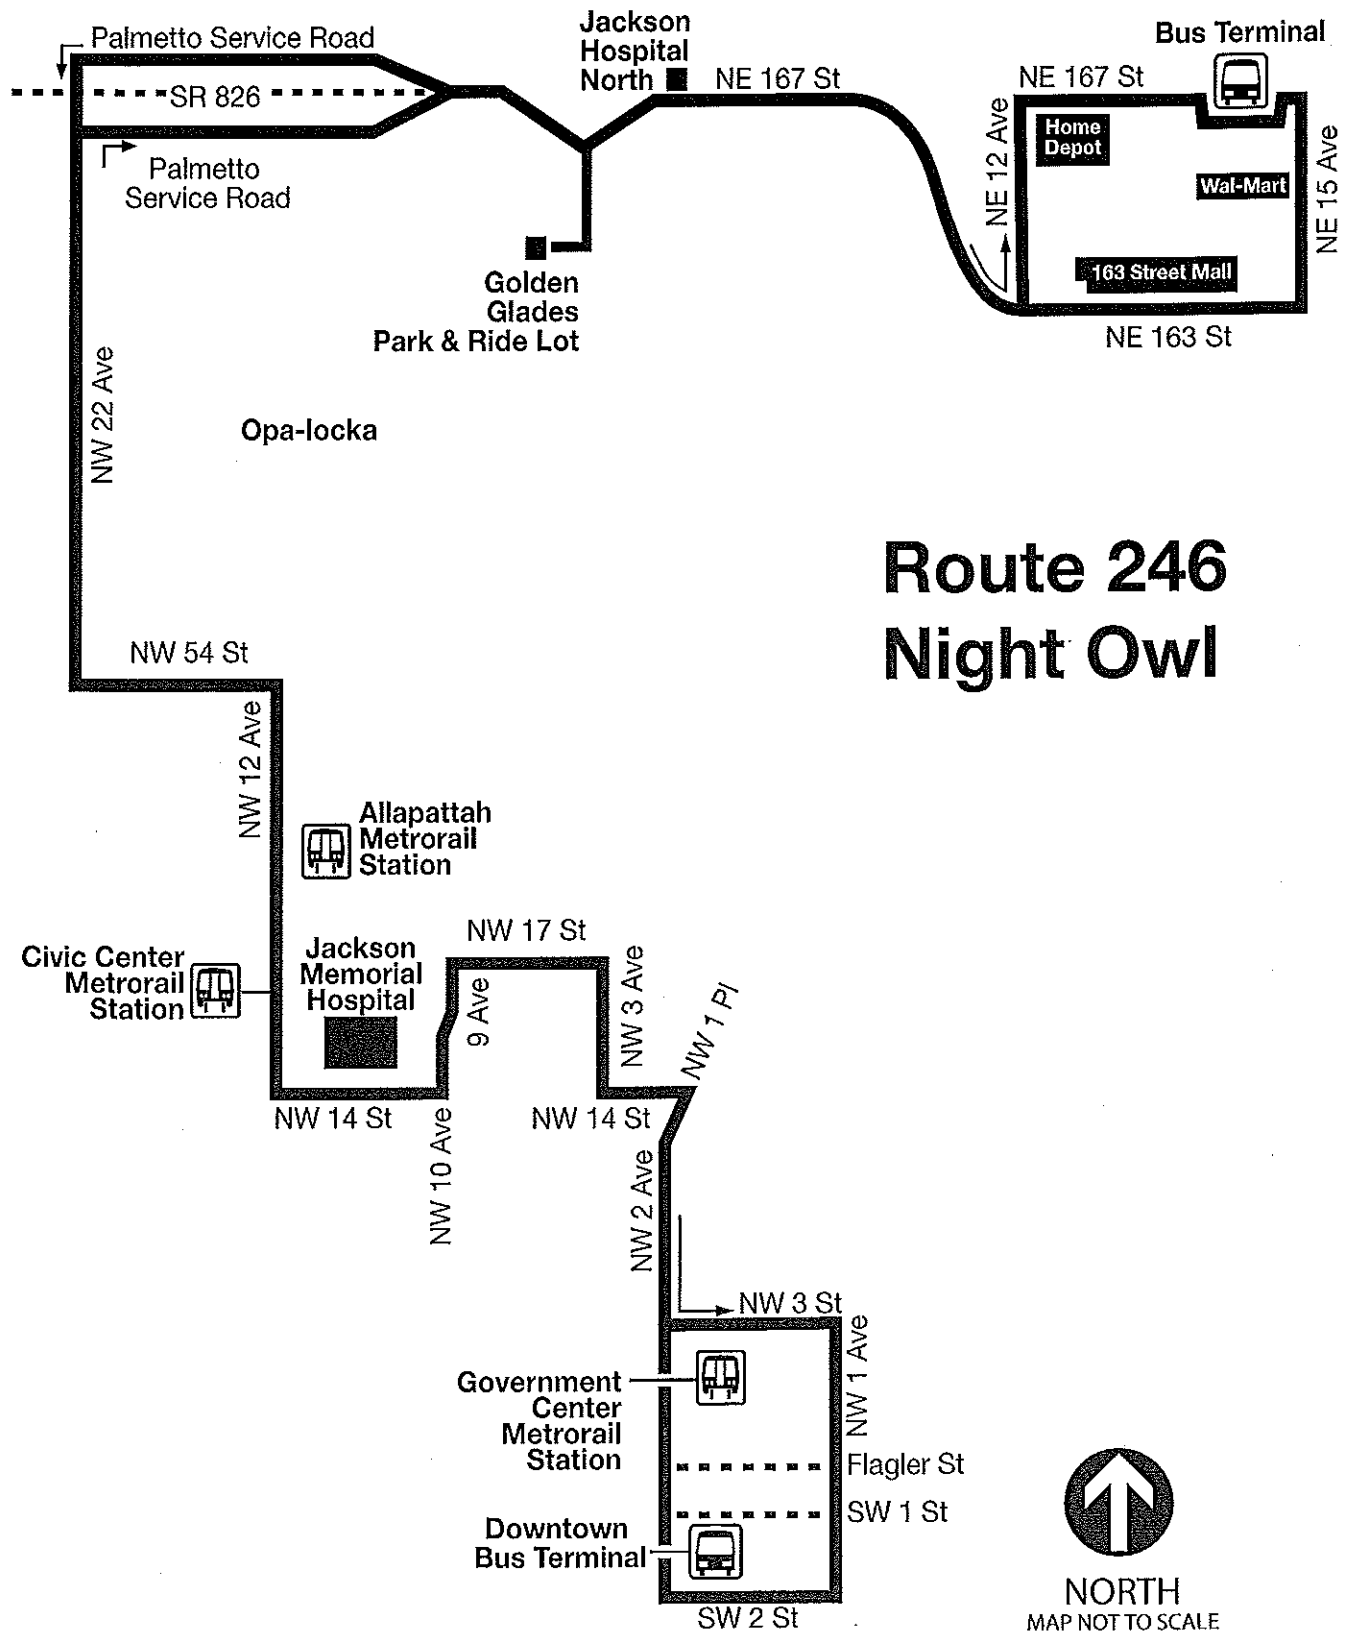 Palmetto Service Road
SR 826
Palmetto
Service Road
Jackson
Hospital
North
NE 167 St
Bus Terminal
NE 167 St
NE 12 Ave
Home
Depot
Wal-Mart
NE 15 Ave
163 Street Mall
NE 163 St
Golden
Glades
Park & Ride Lot
NW 22 Ave
Opa-locka
Route 246
Night Owl
NW 54 St
NW 12 Ave
Allapattah
Metrorail
Station
Civic Center
Metrorail
Station
Jackson
Memorial
Hospital
NW 17 St
9 Ave
NW 3 Ave
NW 1 Pl
NW 14 St
NW 10 Ave
NW 14 St
NW 2 Ave
NW 3 St
NW 1 Ave
Government
Center
Metrorail
Station
Flagler St
SW 1 St
Downtown
Bus Terminal
SW 2 St
NORTH
MAP NOT TO SCALE